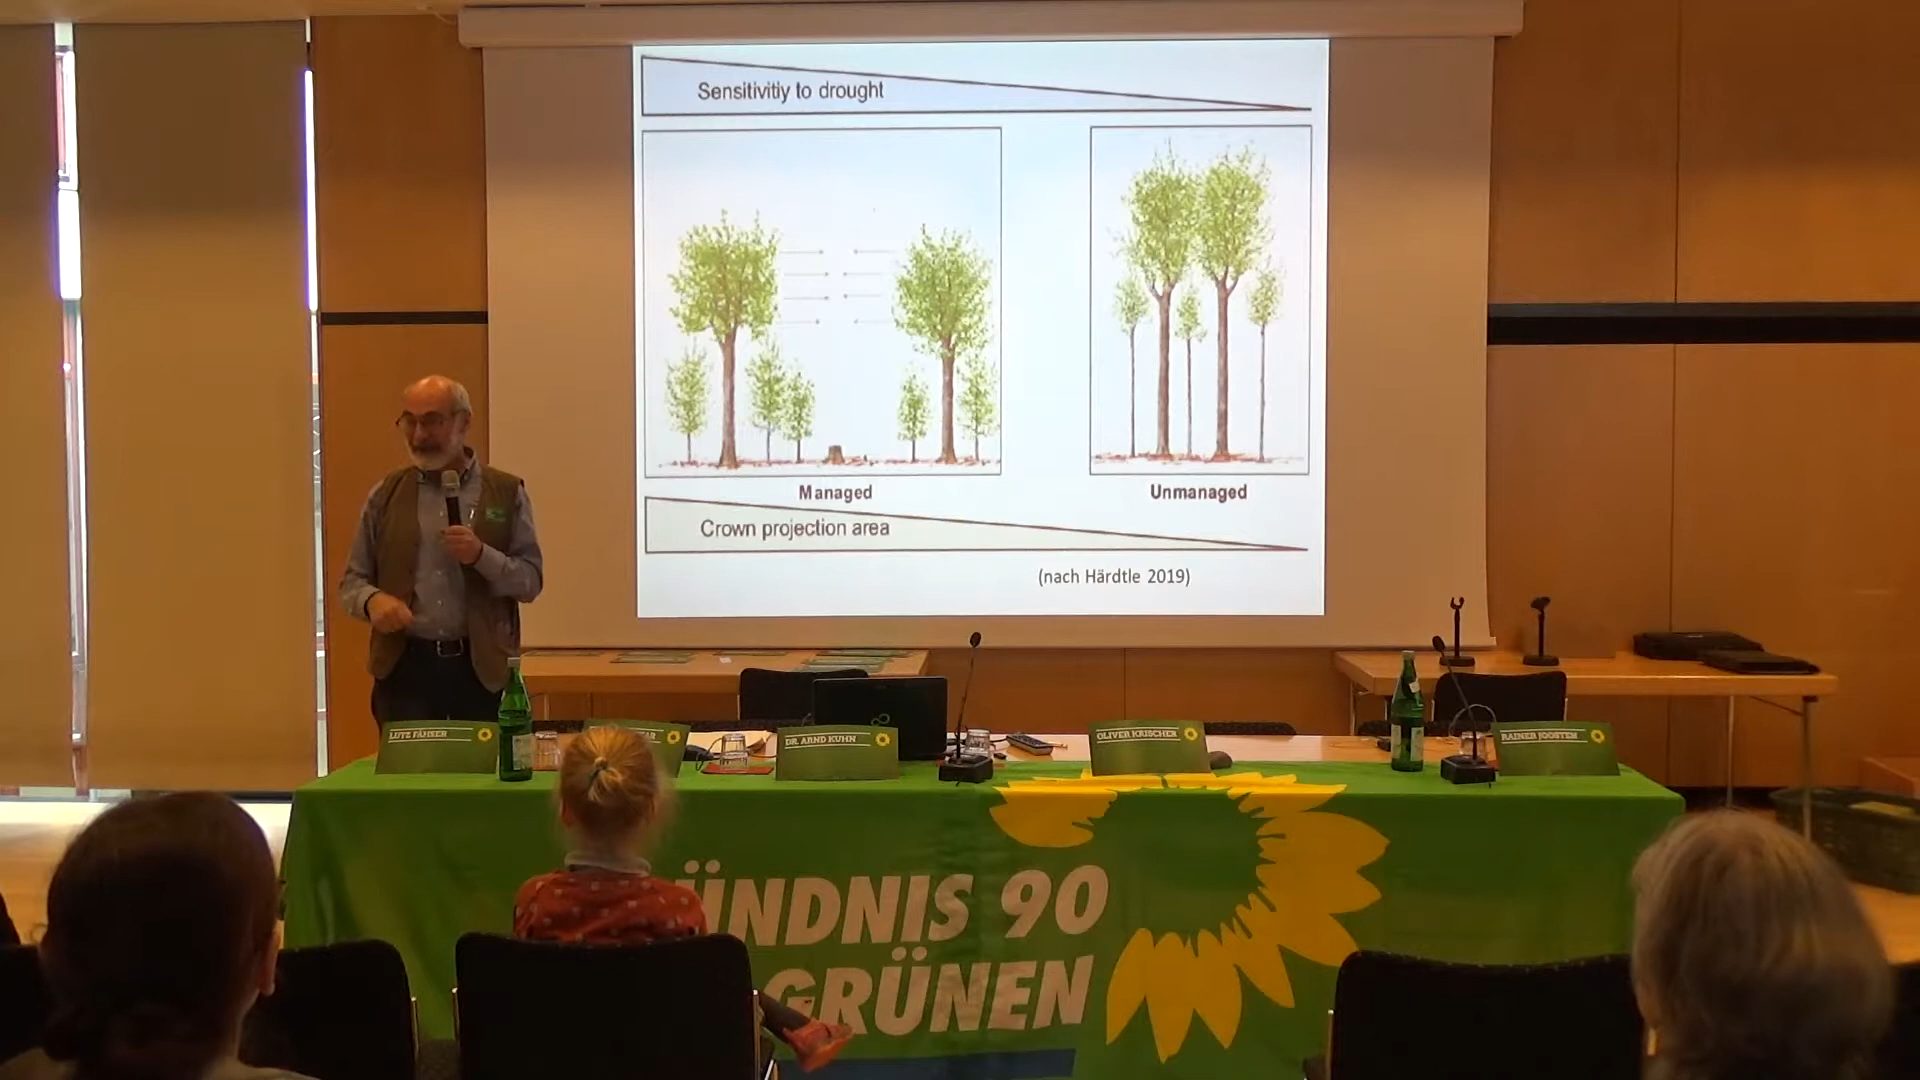 Sensitivitiy to drought
Managed
Unmanaged
Crown projection area
(nach Härdtle 2019)
LUTZ FÄHSER
DR. ARND KUHN
OLIVER KRISCHER
RAINER JOOSTEN
ÜNDNIS 90
GRÜNEN